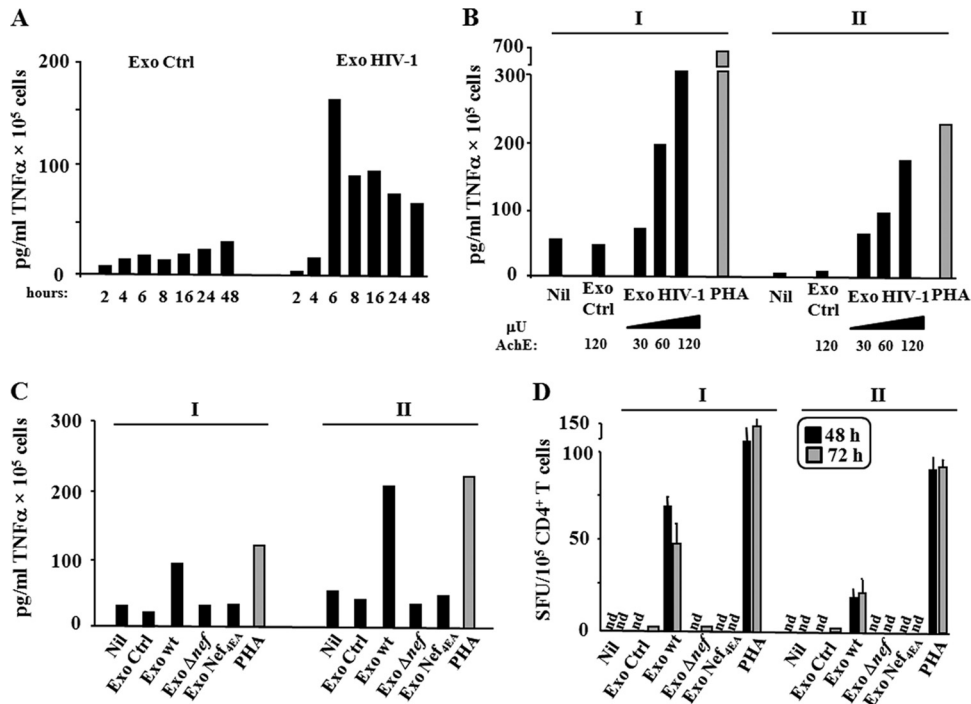 A
pg/ml TNFα × 10⁵ cells
200
100
0
Exo Ctrl
Exo HIV-1
hours:
2 4 6 8 16 24 48
2 4 6 8 16 24 48
B
I
II
pg/ml TNFα × 10⁵ cells
700
300
200
100
0
Nil Exo Ctrl Exo HIV-1 PHA
Nil Exo Ctrl Exo HIV-1 PHA
μU
AchE:
120 30 60 120
120 30 60 120
C
I
II
pg/ml TNFα × 10⁵ cells
300
200
100
0
Nil
Exo Ctrl
Exo wt
Exo Δnef
Exo Nef4EA
PHA
Nil
Exo Ctrl
Exo wt
Exo Δnef
Exo Nef4EA
PHA
D
I
II
SFU/10⁵ CD4⁺ T cells
150
100
50
0
48 h
72 h
nd nd nd nd nd nd
nd nd nd nd nd nd nd
Nil
Exo Ctrl
Exo wt
Exo Δnef
Exo Nef4EA
PHA
Nil
Exo Ctrl
Exo wt
Exo Δnef
Exo Nef4EA
PHA